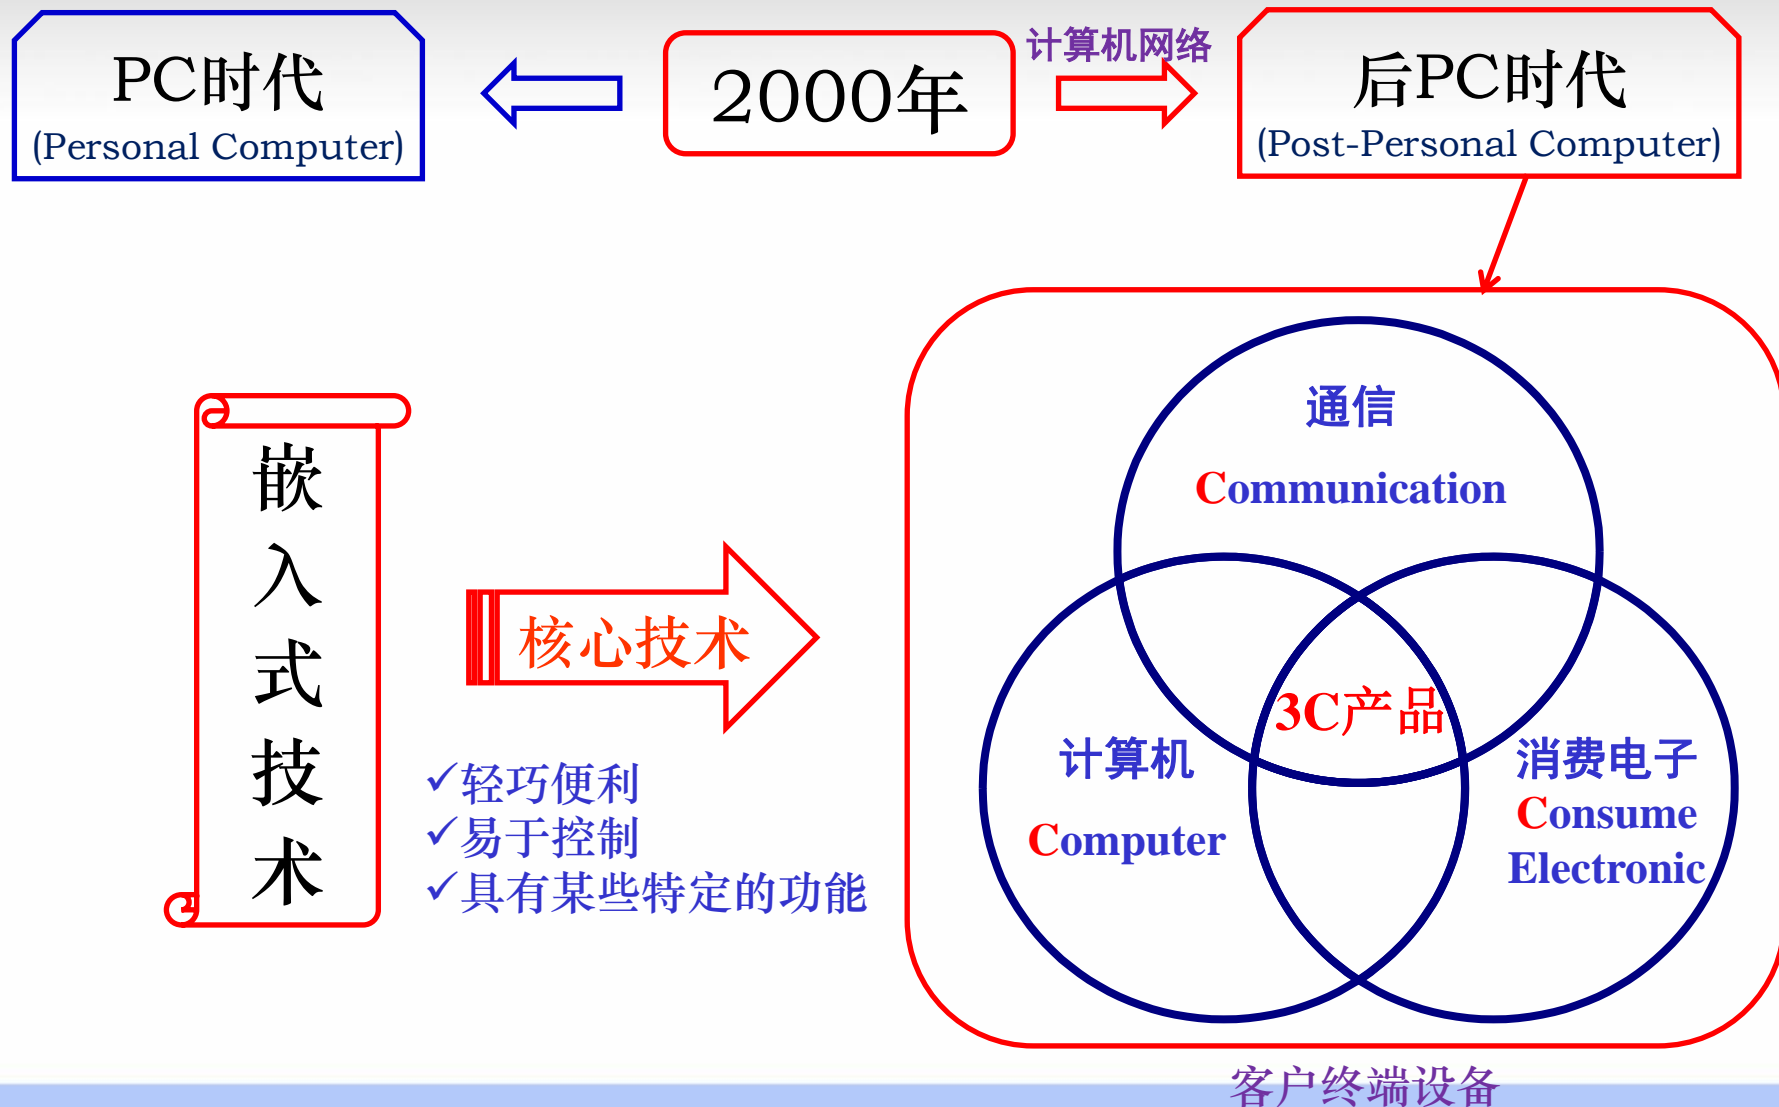 PC时代
(Personal Computer)
2000年
计算机网络
后PC时代
(Post-Personal Computer)
嵌
入
式
技
术
核心技术
✓轻巧便利
✓易于控制
✓具有某些特定的功能
通信
Communication
3C产品
计算机
Computer
消费电子
Consume
Electronic
客户终端设备